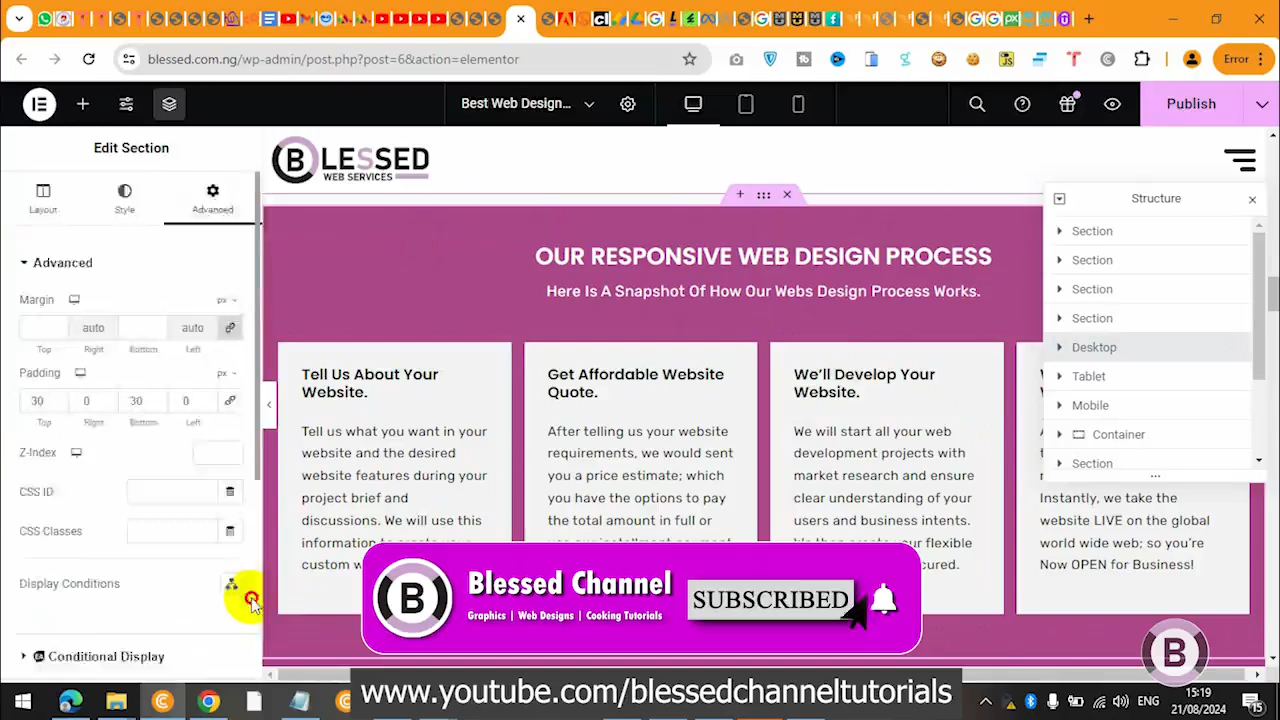 blessed.com.ng/wp-admin/post.php?post=6&action=elementor
Error
Best Web Design...
Publish
Edit Section
Layout
Style
Advanced
Advanced
Margin
px
auto
auto
Top
Right
Bottom
Left
Padding
px
30
0
30
0
Top
Right
Bottom
Left
Z-Index
CSS ID
CSS Classes
Display Conditions
Conditional Display
BLESSED
WEB SERVICES
OUR RESPONSIVE WEB DESIGN PROCESS
Here Is A Snapshot Of How Our Webs Design Process Works.
Tell Us About Your
Website.
Tell us what you want in your
website and the desired
website features during your
project brief and
discussions. We will use this
custom w
Get Affordable Website
Quote.
After telling us your website
requirements, we would sent
you a price estimate; which
you have the options to pay
the total amount in full or
We'll Develop Your
Website.
We will start all your web
development projects with
market research and ensure
clear understanding of your
users and business intents.
cured.
Instantly, we take the
website LIVE on the global
world wide web; so you're
Now OPEN for Business!
Structure
Section
Section
Section
Section
Desktop
Tablet
Mobile
Container
Section
B
Blessed Channel
Graphics | Web Designs | Cooking Tutorials
SUBSCRIBED
B
www.youtube.com/blessedchanneltutorials
ENG
15:19
21/08/2024
15